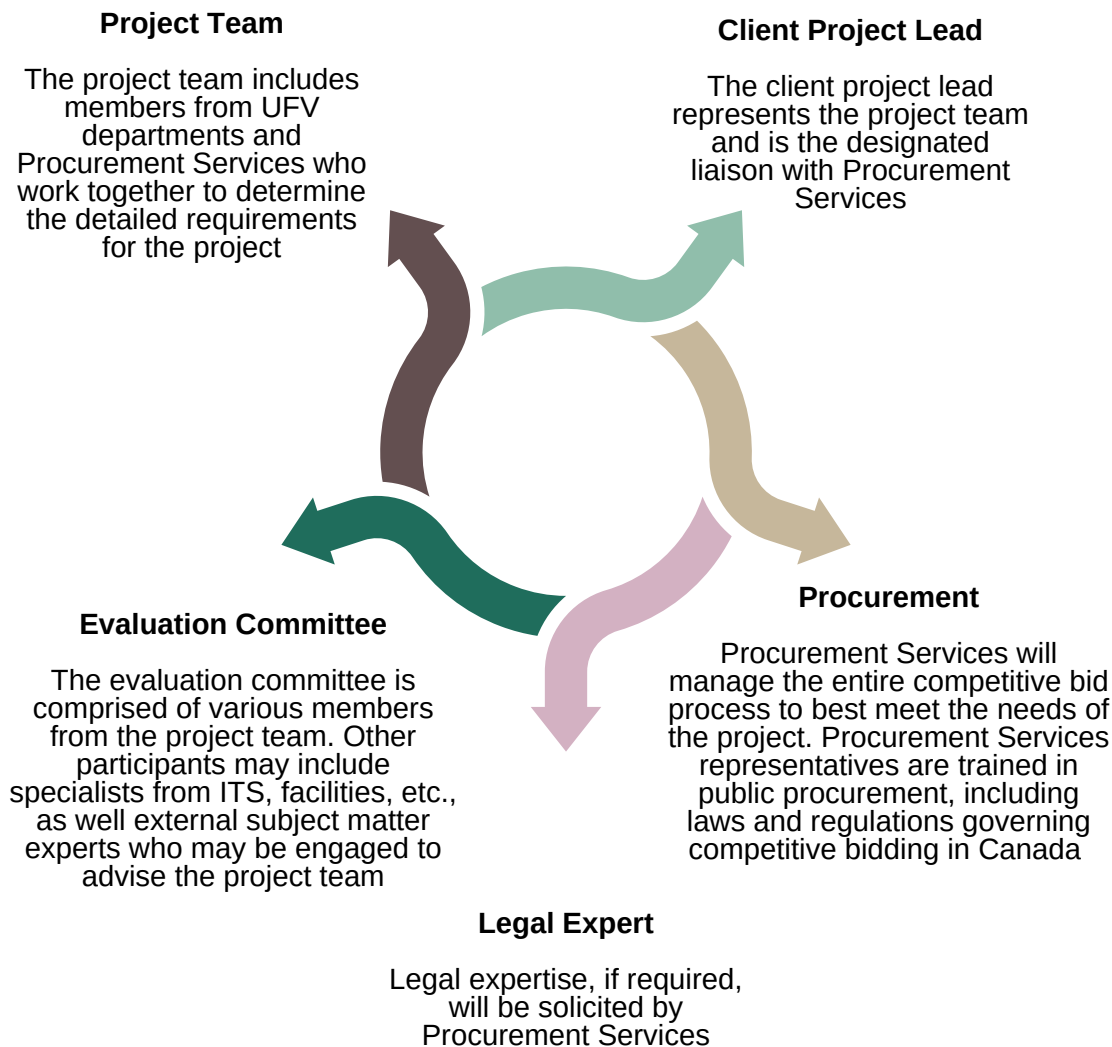 Project Team
The project team includes
members from UFV
departments and
Procurement Services who
work together to determine
the detailed requirements
for the project
Client Project Lead
The client project lead
represents the project team
and is the designated
liaison with Procurement
Services
Evaluation Committee
The evaluation committee is
comprised of various members
from the project team. Other
participants may include
specialists from ITS, facilities, etc.,
as well external subject matter
experts who may be engaged to
advise the project team
Procurement
Procurement Services will
manage the entire competitive bid
process to best meet the needs of
the project. Procurement Services
representatives are trained in
public procurement, including
laws and regulations governing
competitive bidding in Canada
Legal Expert
Legal expertise, if required,
will be solicited by
Procurement Services